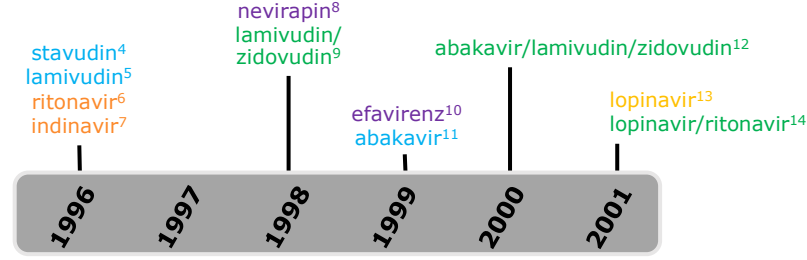 stavudin⁴
lamivudin⁵
ritonavir⁶
indinavir⁷
nevirapin⁸
lamivudin/
zidovudin⁹
efavirenz¹⁰
abakavir¹¹
abakavir/lamivudin/zidovudin¹²
lopinavir¹³
lopinavir/ritonavir¹⁴
1996
1997
1998
1999
2000
2001